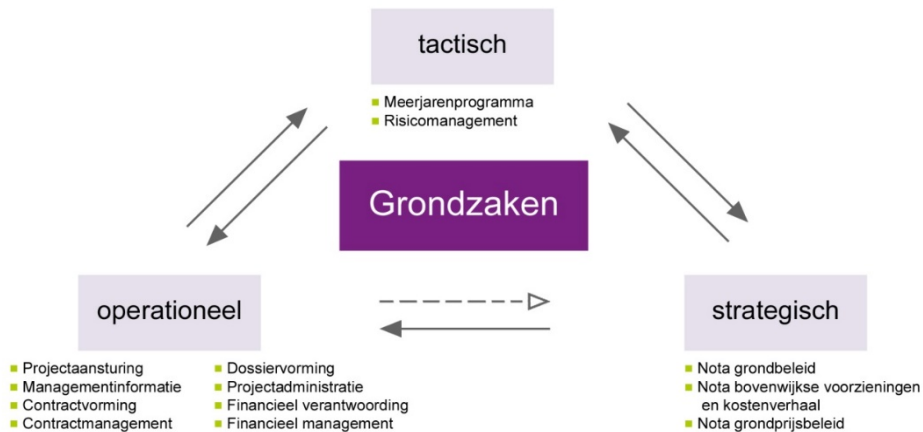 tactisch
Meerjarenprogramma
Risicomanagement
Grondzaken
operationeel
Projectaansturing
Managementinformatie
Contractvorming
Contractmanagement
Dossiervorming
Projectadministratie
Financieel verantwoording
Financieel management
strategisch
Nota grondbeleid
Nota bovenwijkse voorzieningen
en kostenverhaal
Nota grondprijsbeleid